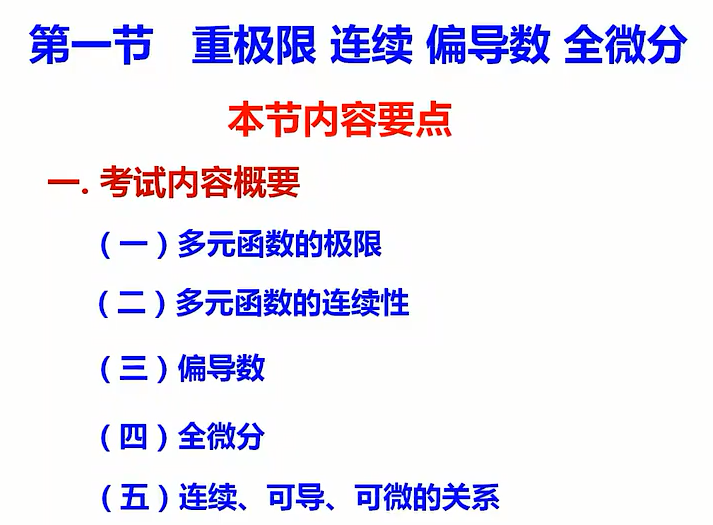 第一节 重极限 连续 偏导数 全微分
本节内容要点
一. 考试内容概要
（一）多元函数的极限
（二）多元函数的连续性
（三）偏导数
（四）全微分
（五）连续、可导、可微的关系